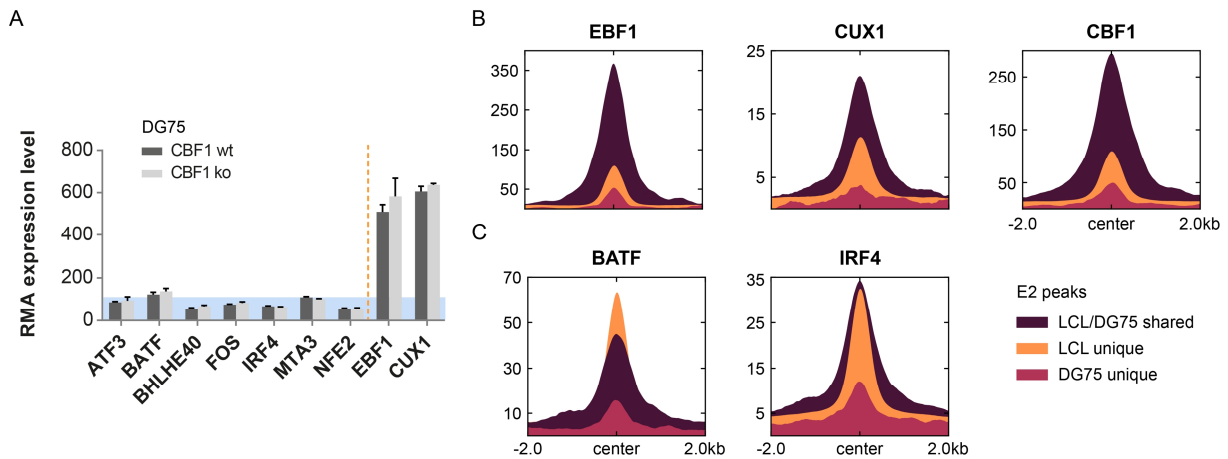 A
DG75
CBF1 wt
CBF1 ko
RMA expression level
800
600
400
200
0
ATF3
BATF
BHLHE40
FOS
IRF4
MTA3
NFE2
EBF1
CUX1
B
EBF1
350
250
150
50
CUX1
25
15
5
CBF1
250
150
50
-2.0 center 2.0kb
C
BATF
70
50
30
10
-2.0 center 2.0kb
IRF4
35
25
15
5
-2.0 center 2.0kb
E2 peaks
LCL/DG75 shared
LCL unique
DG75 unique